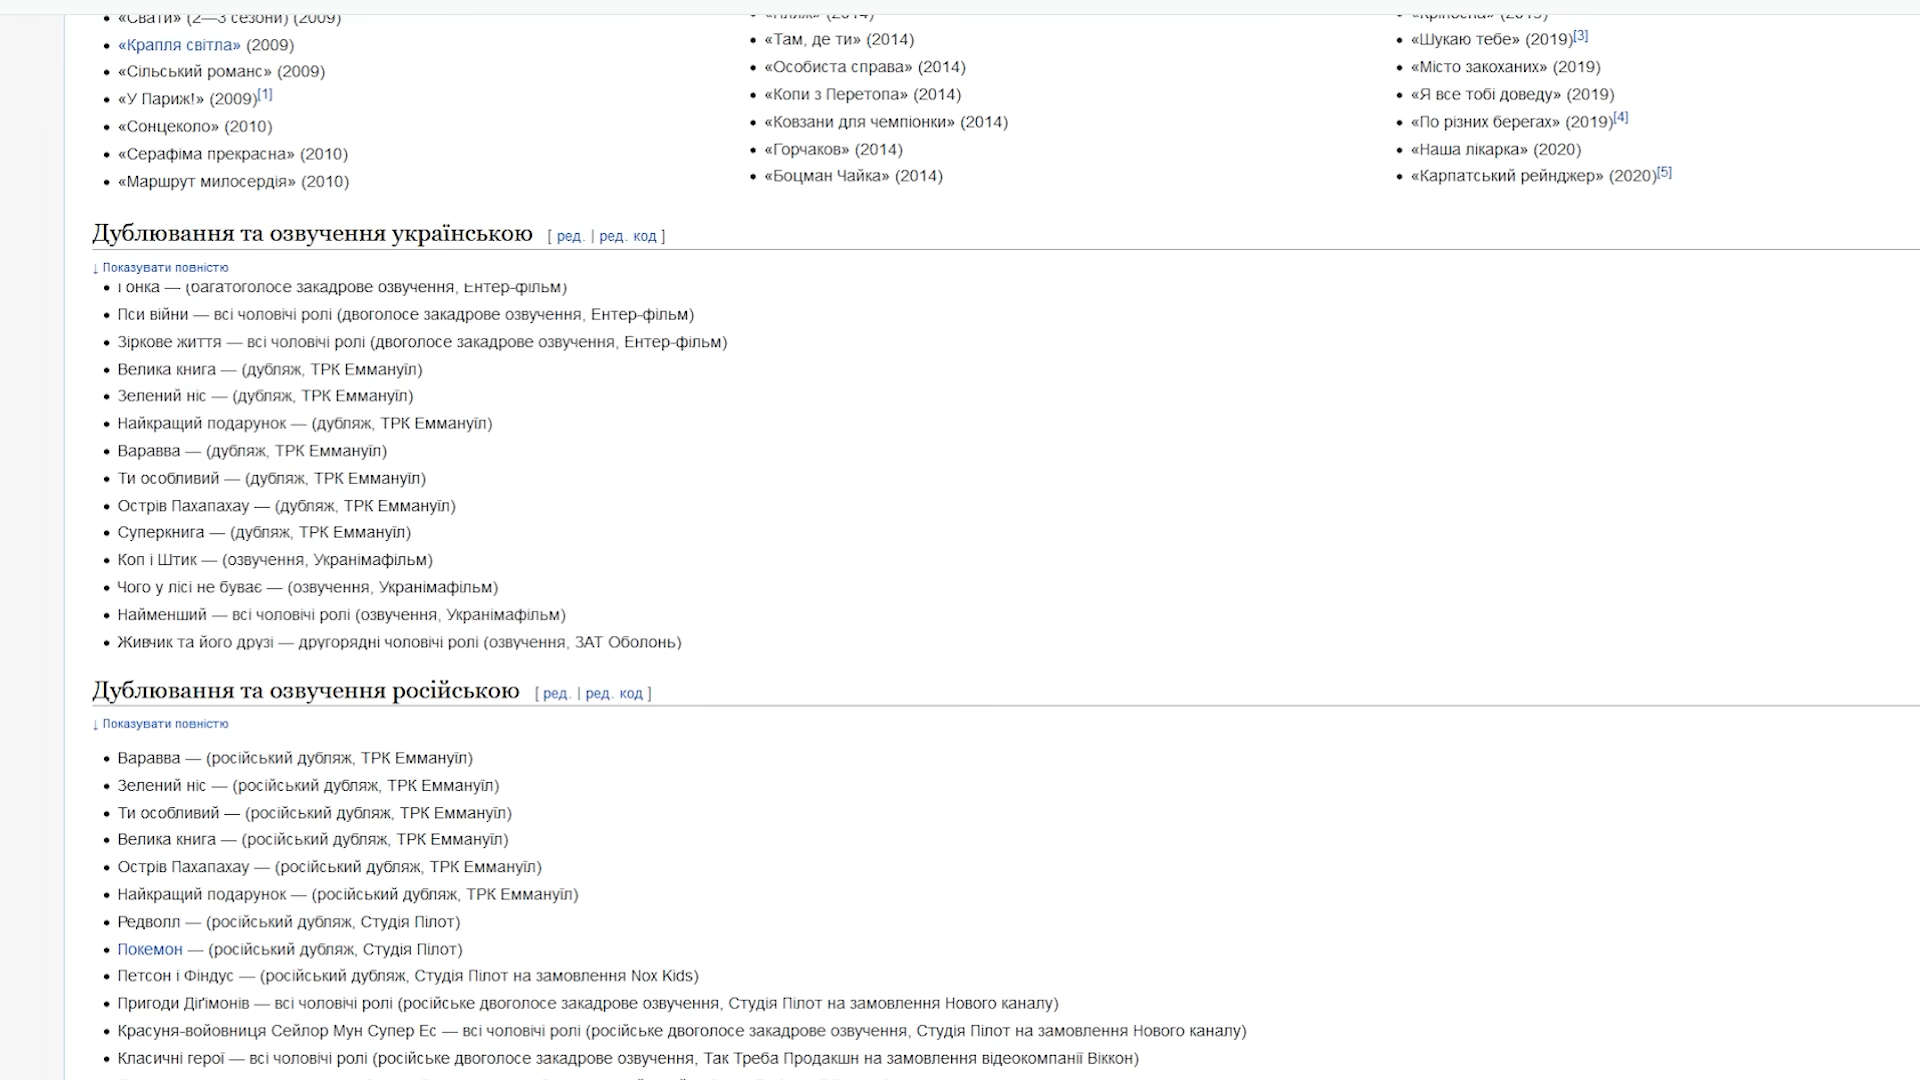 «Свати» (2—3 сезони) (2009)
«Крапля світла» (2009)
«Сільський романс» (2009)
«У Париж!» (2009)[1]
«Сонцеколо» (2010)
«Серафіма прекрасна» (2010)
«Маршрут милосердія» (2010)
«Пляж» (2014)
«Там, де ти» (2014)
«Особиста справа» (2014)
«Копи з Перетопа» (2014)
«Ковзани для чемпіонки» (2014)
«Горчаков» (2014)
«Боцман Чайка» (2014)
«Кріпосна» (2019)
«Шукаю тебе» (2019)[3]
«Місто закоханих» (2019)
«Я все тобі доведу» (2019)
«По різних берегах» (2019)[4]
«Наша лікарка» (2020)
«Карпатський рейнджер» (2020)[5]
Дублювання та озвучення українською [ ред. | ред. код ]
↓ Показувати повністю
Гонка — (багатоголосе закадрове озвучення, Ентер-фільм)
Пси війни — всі чоловічі ролі (двоголосе закадрове озвучення, Ентер-фільм)
Зіркове життя — всі чоловічі ролі (двоголосе закадрове озвучення, Ентер-фільм)
Велика книга — (дубляж, ТРК Еммануїл)
Зелений ніс — (дубляж, ТРК Еммануїл)
Найкращий подарунок — (дубляж, ТРК Еммануїл)
Варавва — (дубляж, ТРК Еммануїл)
Ти особливий — (дубляж, ТРК Еммануїл)
Острів Пахапахау — (дубляж, ТРК Еммануїл)
Суперкнига — (дубляж, ТРК Еммануїл)
Коп і Штик — (озвучення, Укранімафільм)
Чого у лісі не буває — (озвучення, Укранімафільм)
Найменший — всі чоловічі ролі (озвучення, Укранімафільм)
Живчик та його друзі — другорядні чоловічі ролі (озвучення, ЗАТ Оболонь)
Дублювання та озвучення російською [ ред. | ред. код ]
↓ Показувати повністю
Варавва — (російський дубляж, ТРК Еммануїл)
Зелений ніс — (російський дубляж, ТРК Еммануїл)
Ти особливий — (російський дубляж, ТРК Еммануїл)
Велика книга — (російський дубляж, ТРК Еммануїл)
Острів Пахапахау — (російський дубляж, ТРК Еммануїл)
Найкращий подарунок — (російський дубляж, ТРК Еммануїл)
Редволл — (російський дубляж, Студія Пілот)
Покемон — (російський дубляж, Студія Пілот)
Петсон і Фіндус — (російський дубляж, Студія Пілот на замовлення Nox Kids)
Пригоди Діґімонів — всі чоловічі ролі (російське двоголосе закадрове озвучення, Студія Пілот на замовлення Нового каналу)
Красуня-войовниця Сейлор Мун Супер Ес — всі чоловічі ролі (російське двоголосе закадрове озвучення, Студія Пілот на замовлення Нового каналу)
Класичні герої — всі чоловічі ролі (російське двоголосе закадрове озвучення, Так Треба Продакшн на замовлення відеокомпанії Віккон)